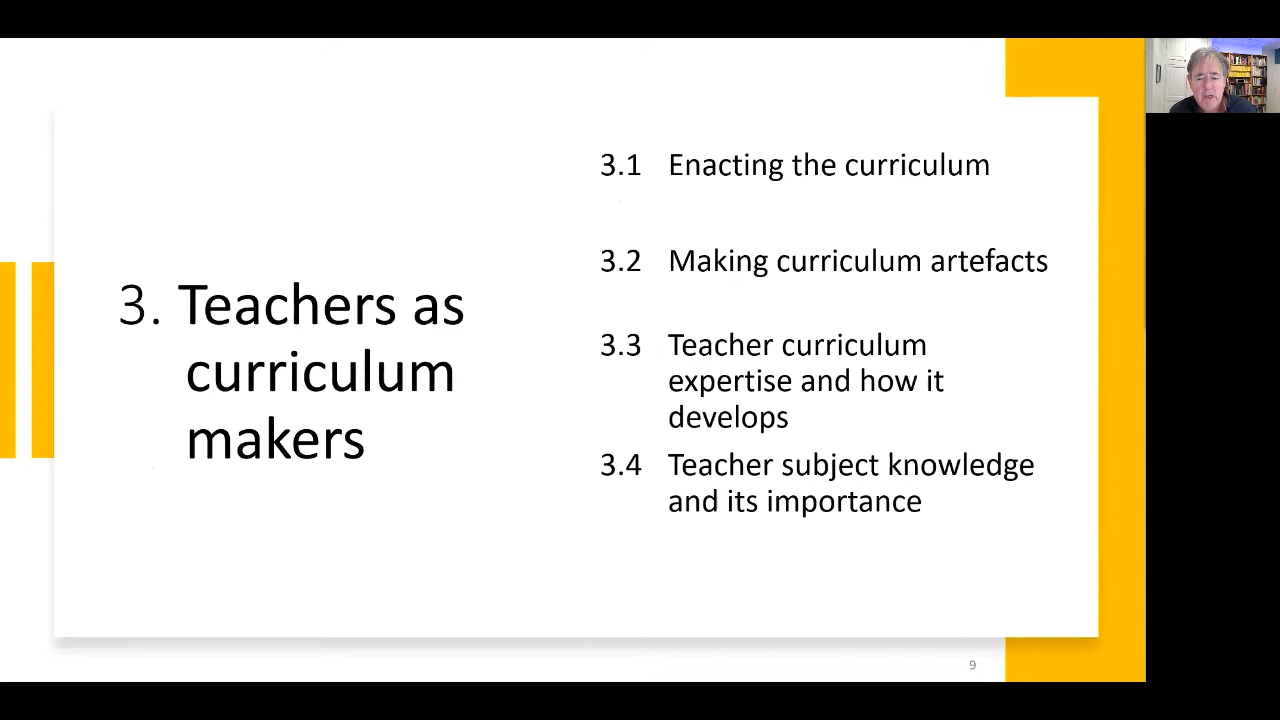 3. Teachers as
curriculum
makers
3.1 Enacting the curriculum
3.2 Making curriculum artefacts
3.3 Teacher curriculum
expertise and how it
develops
3.4 Teacher subject knowledge
and its importance
9